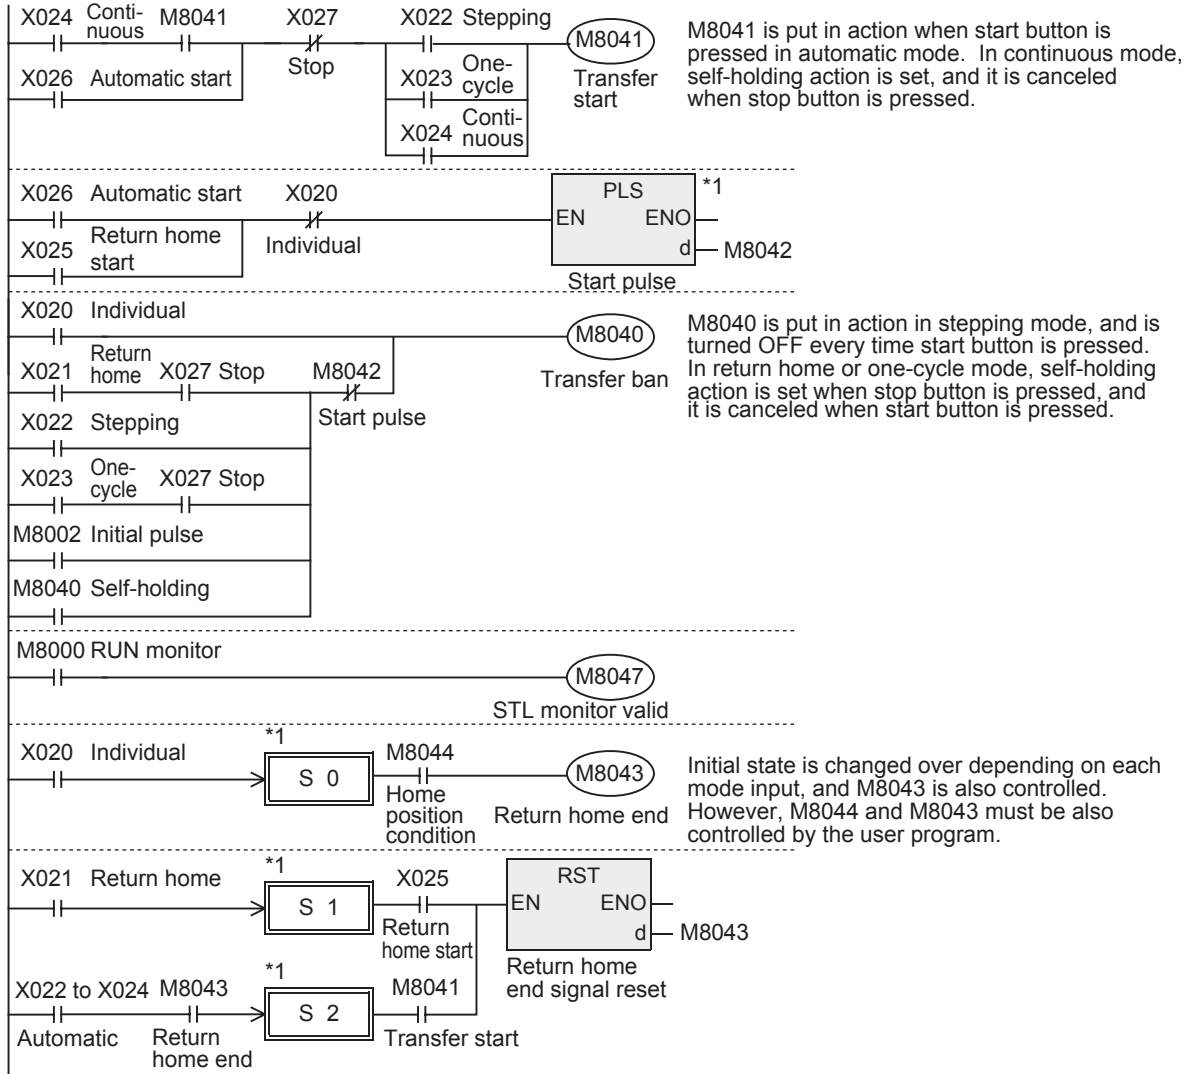 X024 Conti-nuous M8041 X027 X022 Stepping
M8041
Stop
X026 Automatic start
X023 One-cycle
Transfer start
X024 Conti-nuous
M8041 is put in action when start button is
pressed in automatic mode. In continuous mode,
self-holding action is set, and it is canceled
when stop button is pressed.
X026 Automatic start X020
PLS
*1
EN ENO
X025 Return home start
Individual
d M8042
Start pulse
X020 Individual
M8040
Transfer ban
X021 Return home X027 Stop M8042
Start pulse
X022 Stepping
X023 One-cycle X027 Stop
M8002 Initial pulse
M8040 Self-holding
M8040 is put in action in stepping mode, and is
turned OFF every time start button is pressed.
In return home or one-cycle mode, self-holding
action is set when stop button is pressed, and
it is canceled when start button is pressed.
M8000 RUN monitor
M8047
STL monitor valid
X020 Individual
*1
S 0
M8044
Home position condition
M8043
Return home end
Initial state is changed over depending on each
mode input, and M8043 is also controlled.
However, M8044 and M8043 must be also
controlled by the user program.
X021 Return home
*1
S 1
X025
Return home start
RST
EN ENO
d M8043
Return home
end signal reset
X022 to X024 M8043
*1
S 2
M8041
Automatic
Return home end
Transfer start